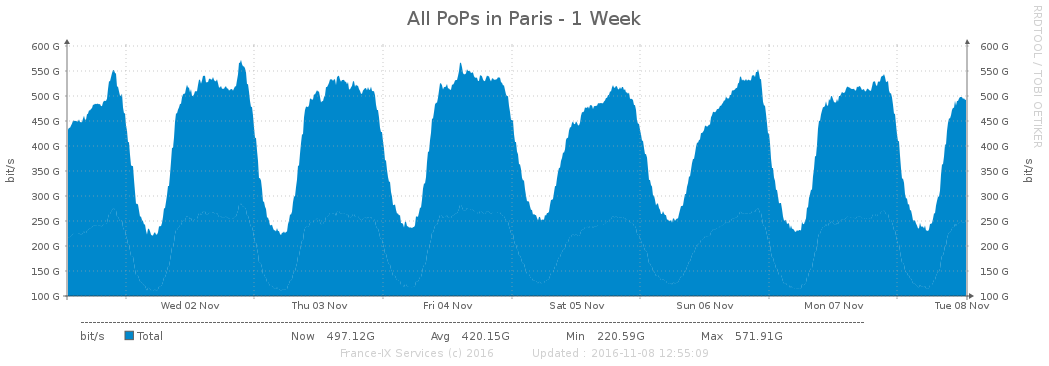 All PoPs in Paris - 1 Week
RRDTOOL / TOBI OETIKER
600 G 600 G
550 G 550 G
500 G 500 G
450 G 450 G
400 G 400 G
350 G 350 G
300 G 300 G
250 G 250 G
200 G 200 G
150 G 150 G
100 G 100 G
bit/s bit/s
Wed 02 Nov Thu 03 Nov Fri 04 Nov Sat 05 Nov Sun 06 Nov Mon 07 Nov Tue 08 Nov
bit/s Total Now 497.12G Avg 420.15G Min 220.59G Max 571.91G
France-IX Services (c) 2016 Updated : 2016-11-08 12:55:09